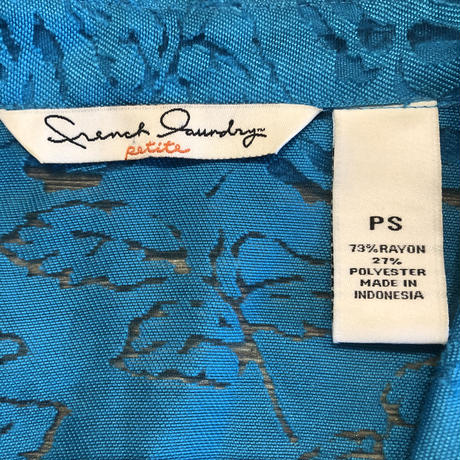 French Laundry™
petite
PS
73%RAYON
27%
POLYESTER
MADE IN
INDONESIA